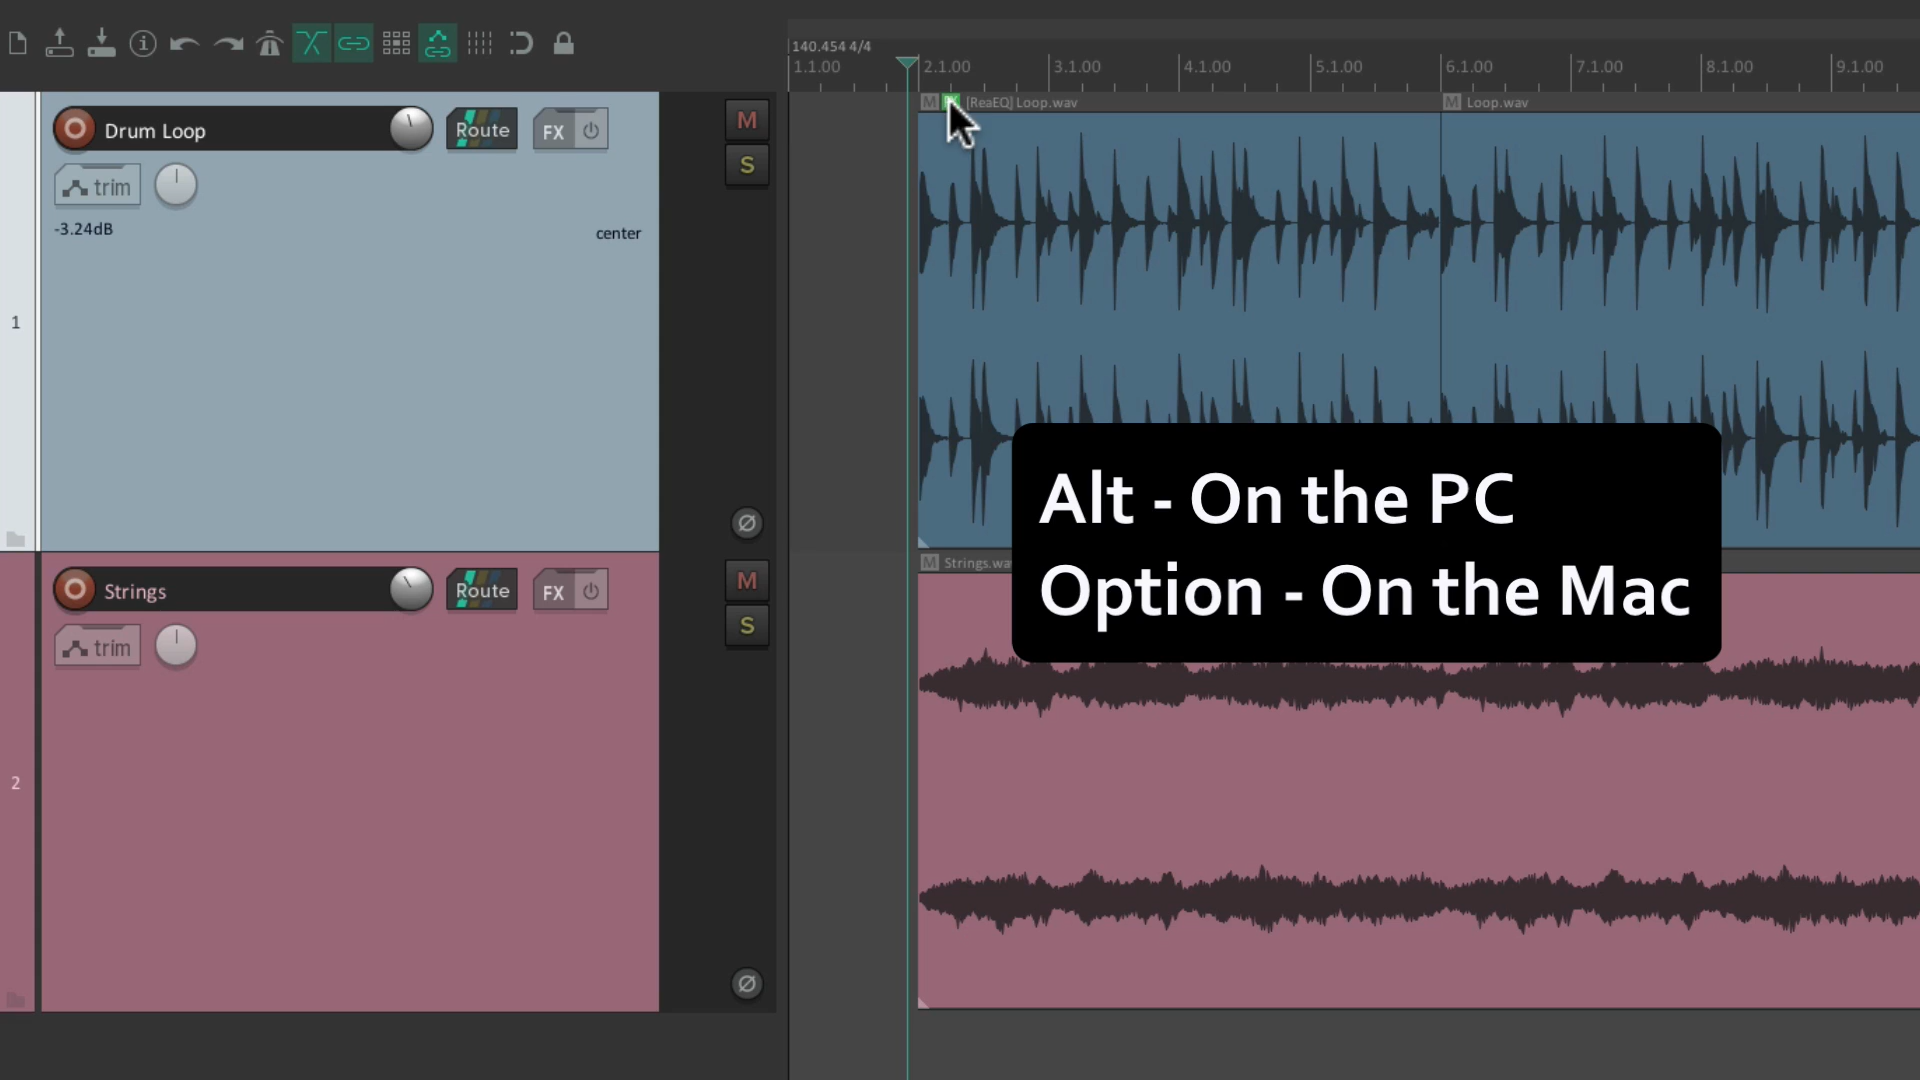 140.454 4/4
1.1.00 2.1.00 3.1.00 4.1.00 5.1.00 6.1.00 7.1.00 8.1.00 9.1.00
M [ReaEQ] Loop.wav M Loop.wav
Drum Loop Route FX M
S
trim
-3.24dB center
1
Alt - On the PC
Option - On the Mac
M Strings.wa
Strings Route FX M
S
trim
2